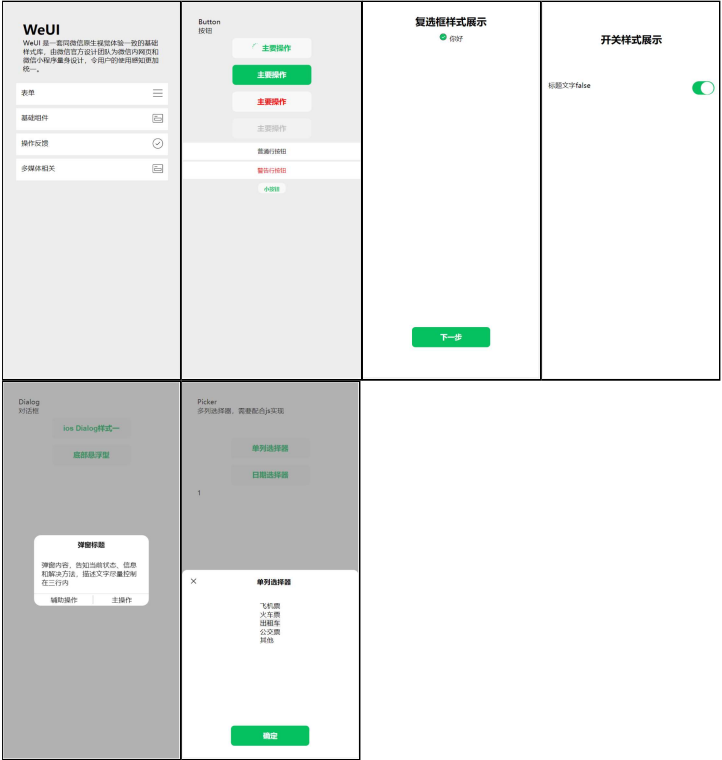 WeUI
WeUI 是一套同微信原生视觉体验一致的基础
样式库，由微信官方设计团队为微信内网页和
微信小程序量身设计，令用户的使用感知更加
统一。
表单
基础组件
操作反馈
多媒体相关
Button
按钮
主要操作
主要操作
主要操作
主要操作
普通行按钮
警告行按钮
小按钮
复选框样式展示
你好
下一步
开关样式展示
标题文字false
Dialog
对话框
ios Dialog样式一
底部悬浮型
弹窗标题
弹窗内容，告知当前状态、信息
和解决方法，描述文字尽量控制
在三行内
辅助操作 主操作
Picker
多列选择器，需要配合js实现
单列选择器
日期选择器
1
单列选择器
飞机票
火车票
出租车
公交票
其他
确定